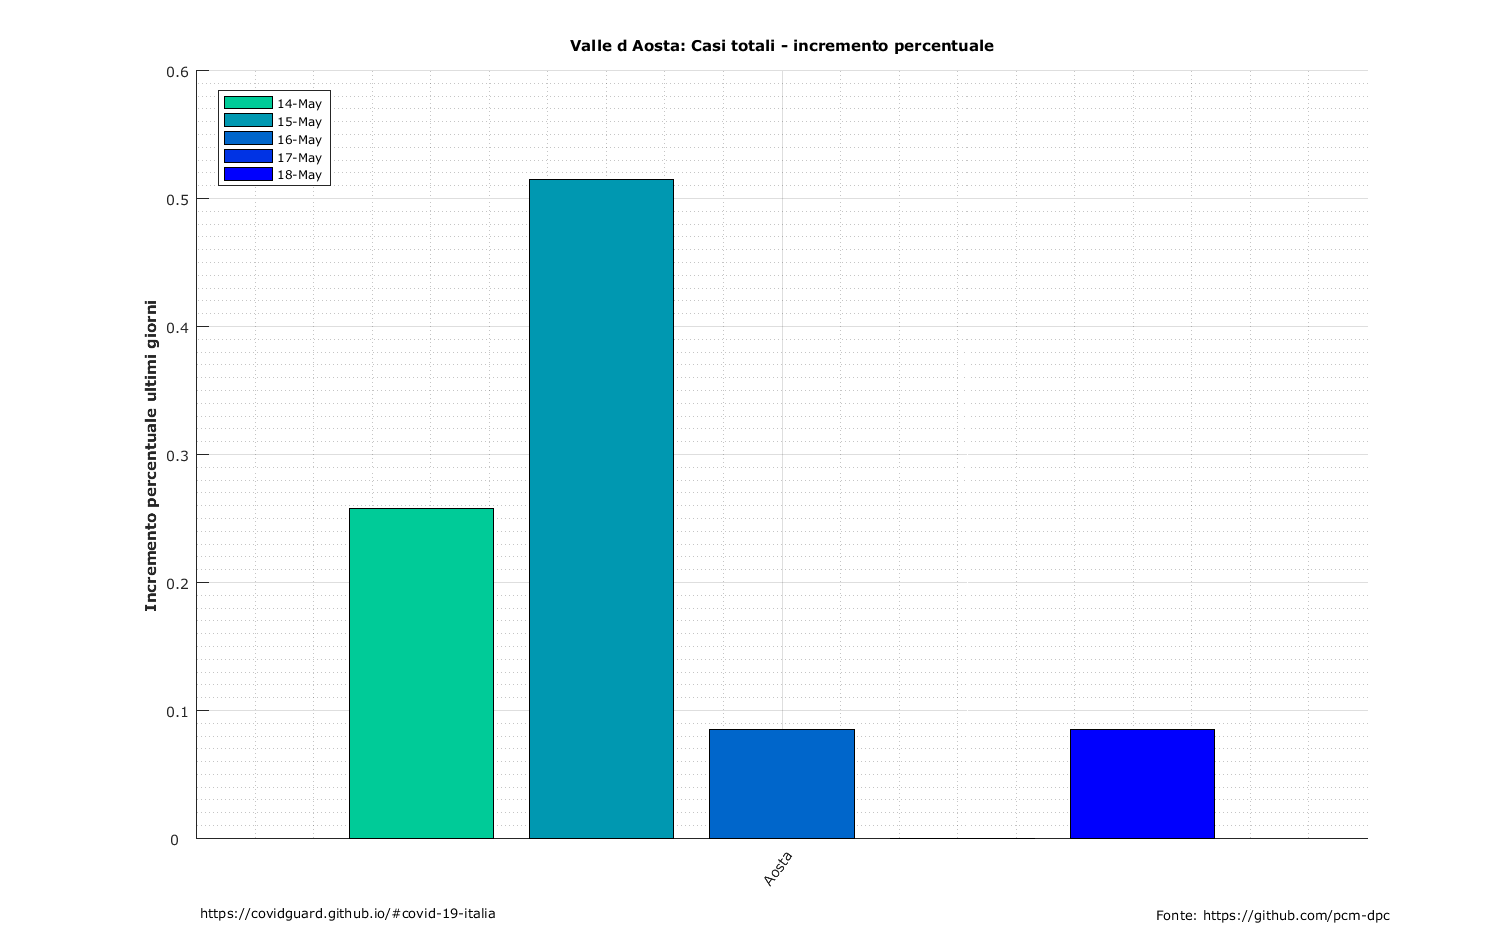 Valle d Aosta: Casi totali - incremento percentuale
0.6
0.5
0.4
0.3
0.2
0.1
0
Incremento percentuale ultimi giorni
14-May
15-May
16-May
17-May
18-May
Aosta
https://covidguard.github.io/#covid-19-italia
Fonte: https://github.com/pcm-dpc